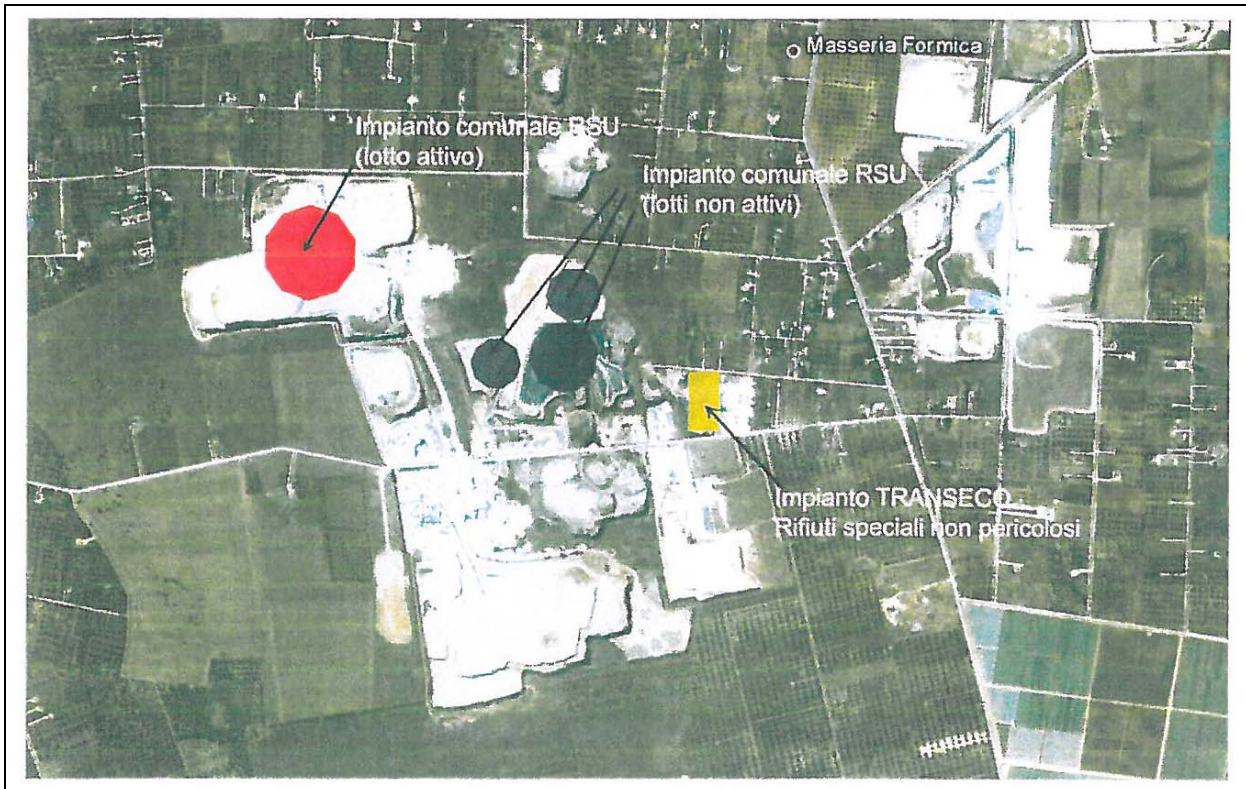 Masseria Formica
Impianto comunale RSU
(lotto attivo)
Impianto comunale RSU
(lotti non attivi)
Impianto TRANSECO
Rifiuti speciali non pericolosi